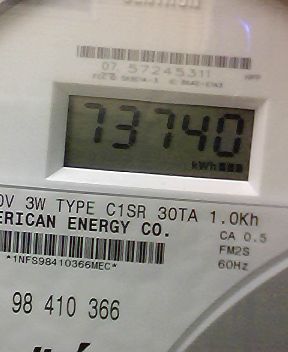 07 57245311
73740
kWh
0V 3W TYPE C1SR 30TA 1.0Kh
ERICAN ENERGY CO.
CA 0.5
FM2S
*1NFS98410366MEC*
60Hz
98 410 366